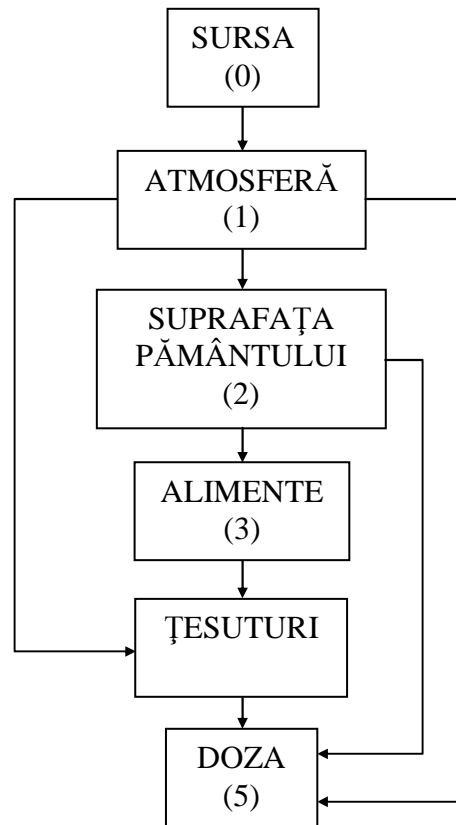 SURSA
(0)
ATMOSFERĂ
(1)
SUPRAFAŢA
PĂMÂNTULUI
(2)
ALIMENTE
(3)
ŢESUTURI
DOZA
(5)